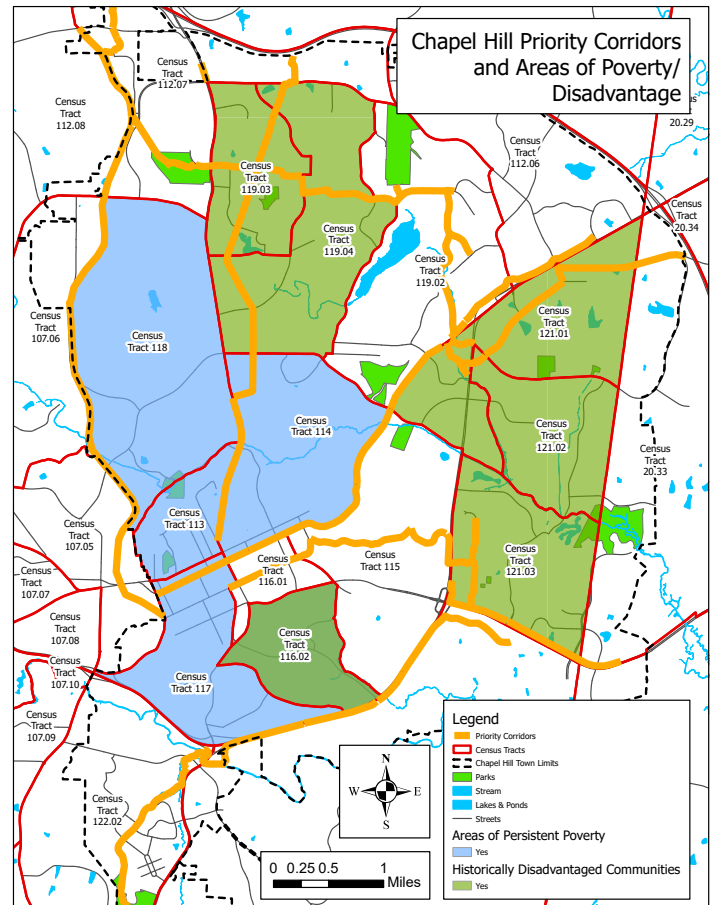 Chapel Hill Priority Corridors
and Areas of Poverty/
Disadvantage
Census
Tract
112.07
Census
Tract
112.08
20.29
Census
Tract
112.06
Census
Tract
119.03
Census
Tract
20.34
Census
Tract
119.04
Census
Tract
119.02
Census
Tract
107.06
Census
Tract 118
Census
Tract
121.01
Census
Tract 114
Census
Tract
121.02
Census
Tract
20.33
Census
Tract 113
Census
Tract
107.05
Census
Tract
116.01
Census
Tract 115
Census
Tract
121.03
Census
Tract
107.07
Census
Tract
107.08
Census
Tract
116.02
Census
Tract
107.10
Census
Tract 117
Census
Tract
107.09
Census
Tract
122.02
N
W
E
S
0 0.25 0.5 1
Miles
Legend
Priority Corridors
Census Tracts
Chapel Hill Town Limits
Parks
Stream
Lakes & Ponds
Streets
Areas of Persistent Poverty
Yes
Historically Disadvantaged Communities
Yes